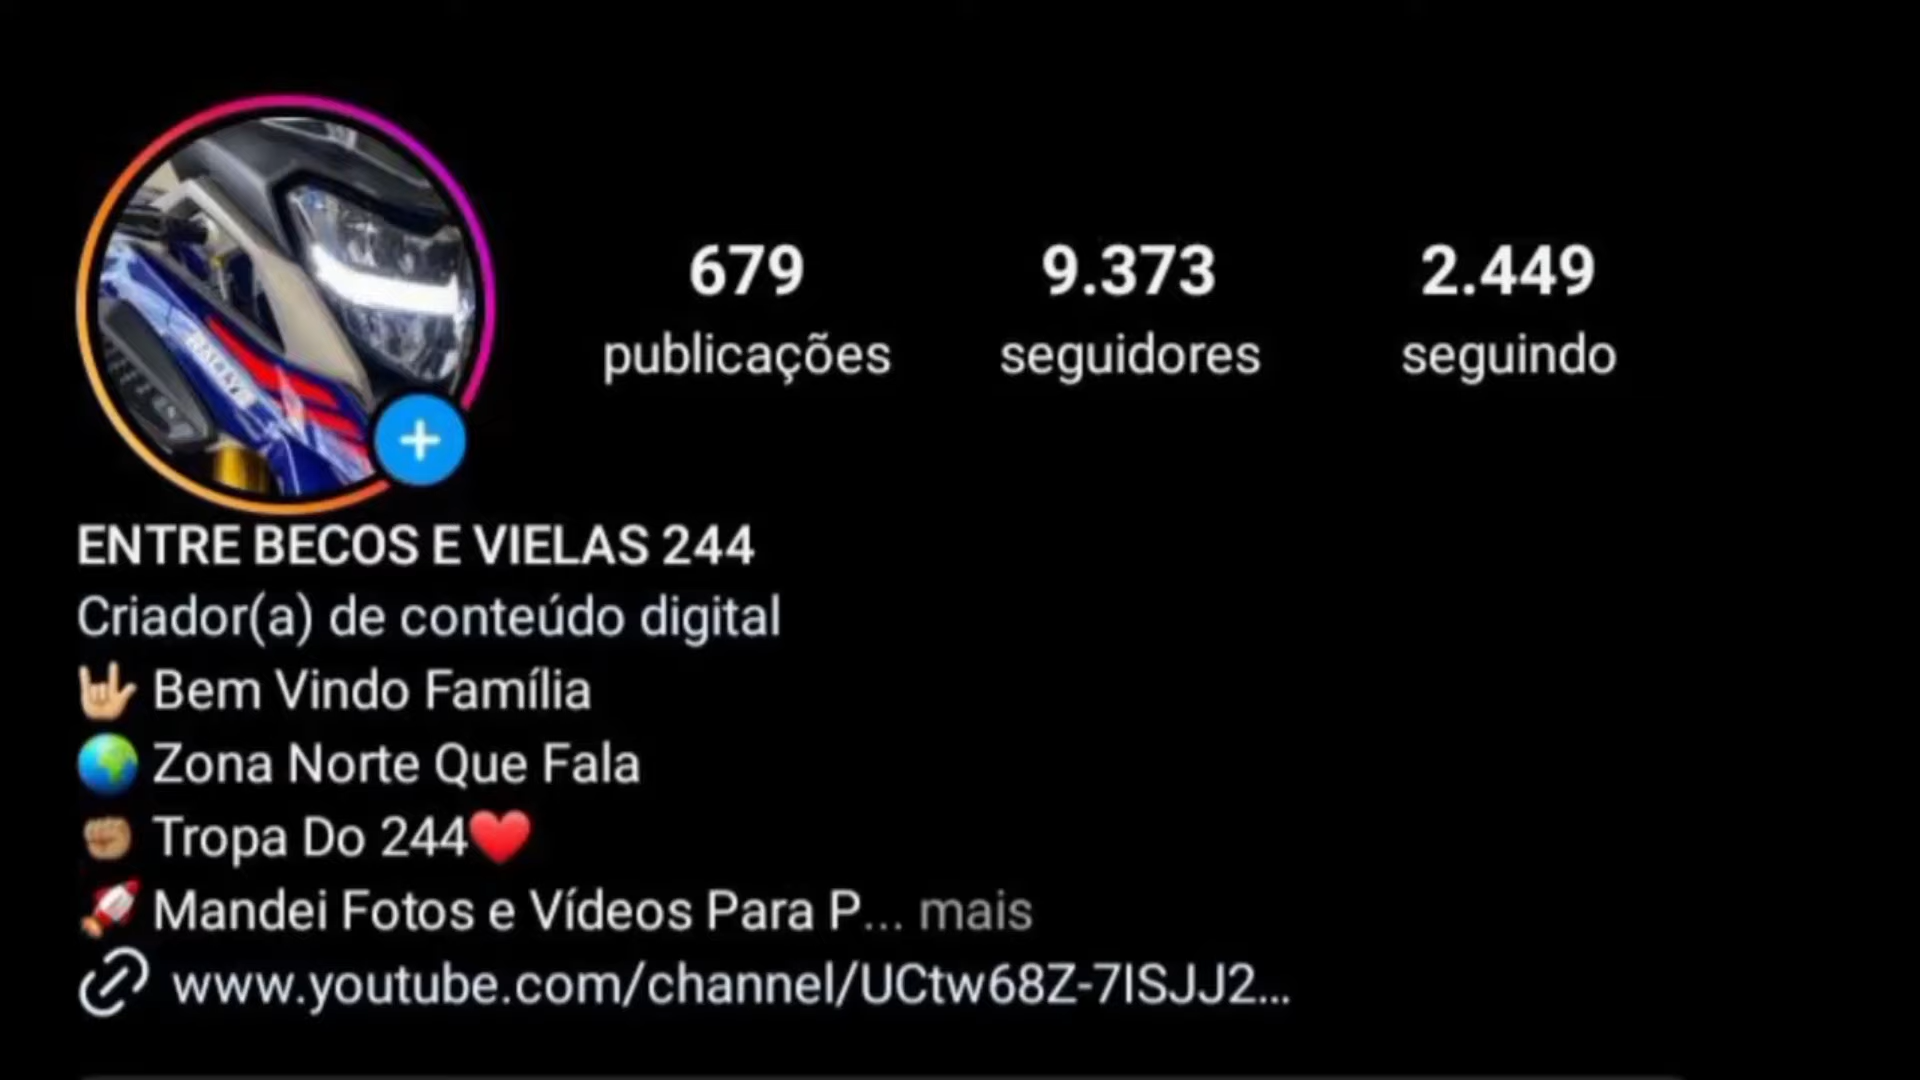 RALLYE
679
9.373
2.449
publicações
seguidores
seguindo
ENTRE BECOS E VIELAS 244
Criador(a) de conteúdo digital
🤟🏼 Bem Vindo Família
🌎 Zona Norte Que Fala
✊🏽 Tropa Do 244❤️
🚀 Mandei Fotos e Vídeos Para P... mais
www.youtube.com/channel/UCtw68Z-7ISJJ2...